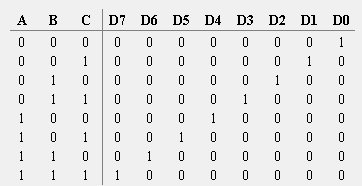 A B C D7 D6 D5 D4 D3 D2 D1 D0
0 0 0 0 0 0 0 0 0 0 1
0 0 1 0 0 0 0 0 0 1 0
0 1 0 0 0 0 0 0 1 0 0
0 1 1 0 0 0 0 1 0 0 0
1 0 0 0 0 0 1 0 0 0 0
1 0 1 0 0 1 0 0 0 0 0
1 1 0 0 1 0 0 0 0 0 0
1 1 1 1 0 0 0 0 0 0 0